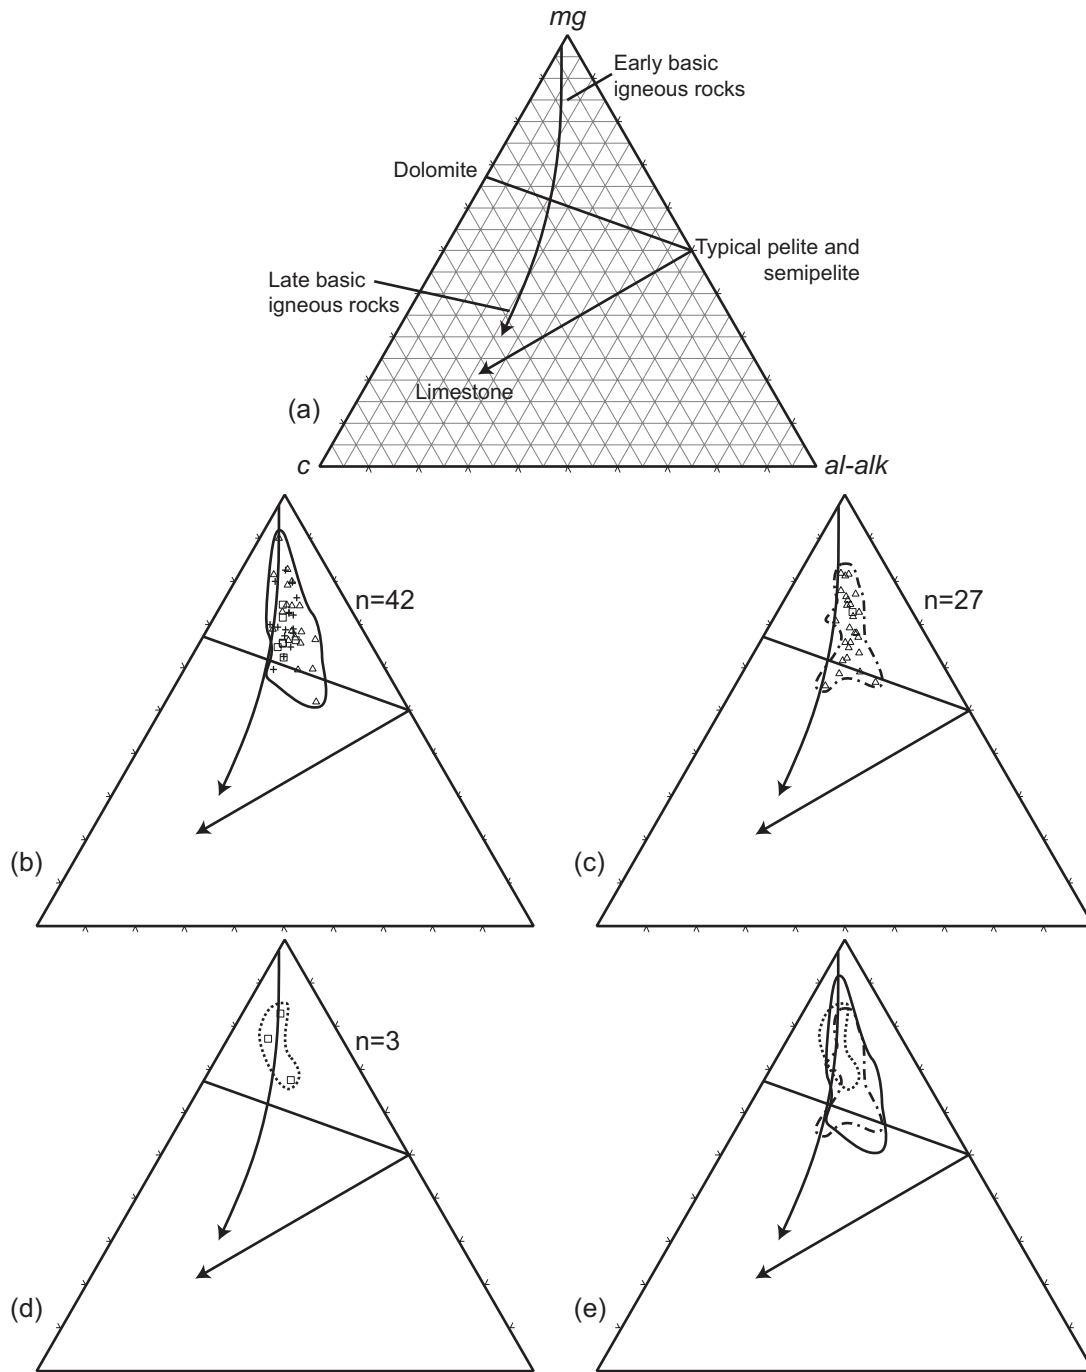 mg
Early basic
igneous rocks
Dolomite
Typical pelite and
semipelite
Late basic
igneous rocks
Limestone
(a)
c
al-alk
n=42
n=27
(b)
(c)
n=3
(d)
(e)